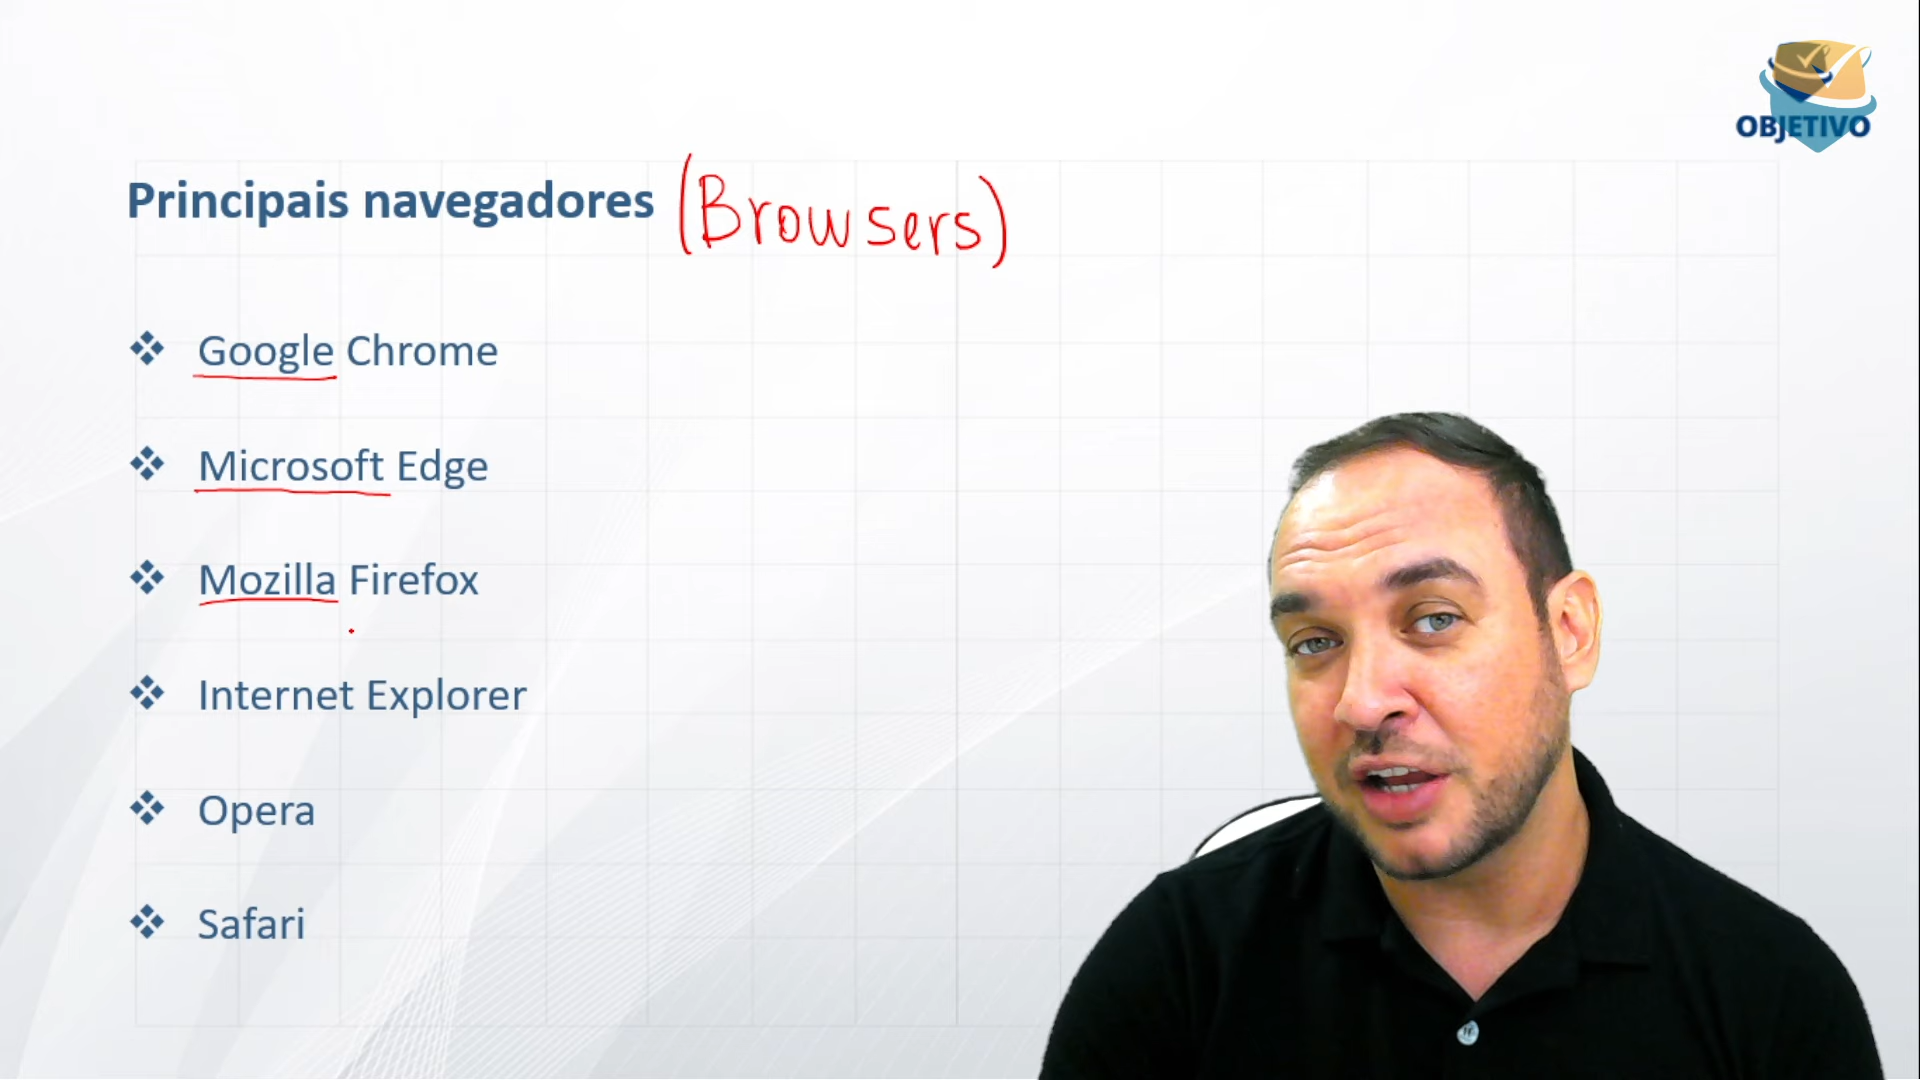 OBJETIVO
Principais navegadores (Browsers)
Google Chrome
Microsoft Edge
Mozilla Firefox
Internet Explorer
Opera
Safari